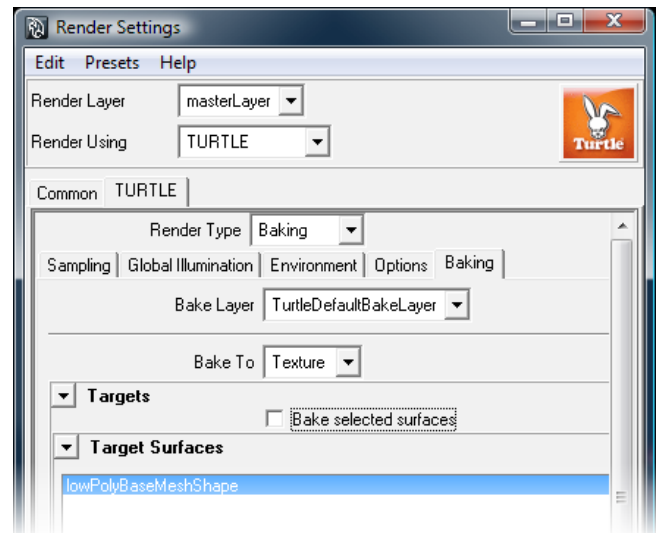 Render Settings
Edit Presets Help
Render Layer masterLayer
Render Using TURTLE
Turtle
Common TURTLE
Render Type Baking
Sampling Global Illumination Environment Options Baking
Bake Layer TurtleDefaultBakeLayer
Bake To Texture
Targets
Bake selected surfaces
Target Surfaces
lowPolyBaseMeshShape